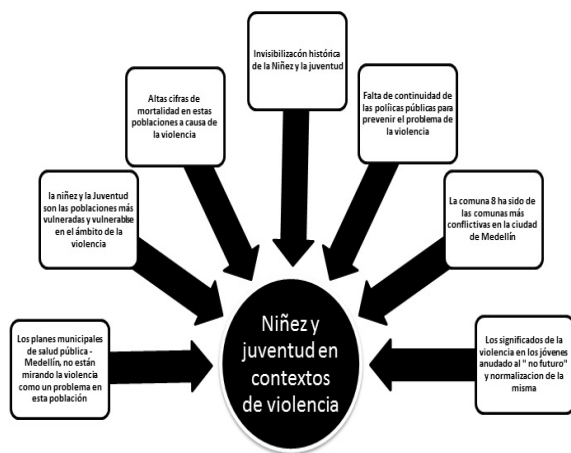 Invisibilizacón histórica
de la Niñez y la juventud
Altas cifras de
mortalidad en estas
poblaciones a causa de
la violencia
Falta de continuidad de
las políicas públicas para
prevenir el problema de
la violencia
la niñez y la Juventud
son las poblaciones más
vulneradas y vulnerable
en el ámbito de la
violencia
La comuna 8 ha sido de
las comunas más
conflictivas en la ciudad
de Medellín
Los planes municipales
de salud pública -
Medellín, no están
mirando la violencia
como un problema en
esta población
Los significados de la
violencia en los jóvenes
anudado al " no futuro"
y normalizacion de la
misma
Niñez y
juventud en
contextos
de violencia